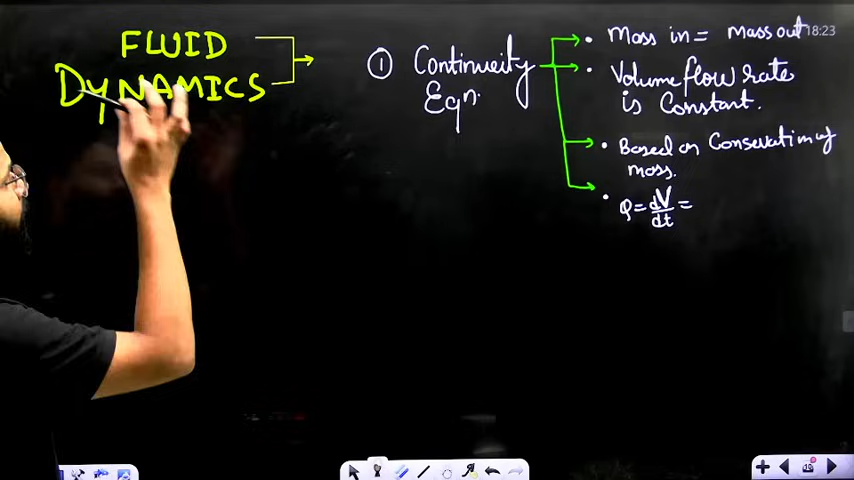 FLUID
DYNAMICS
① Continueity
Eqn.
• Mass in = Mass out
18:23
• Volume flow rate
is Constant.
• Based on Conservation of
mass.
• Q = dV/dt =